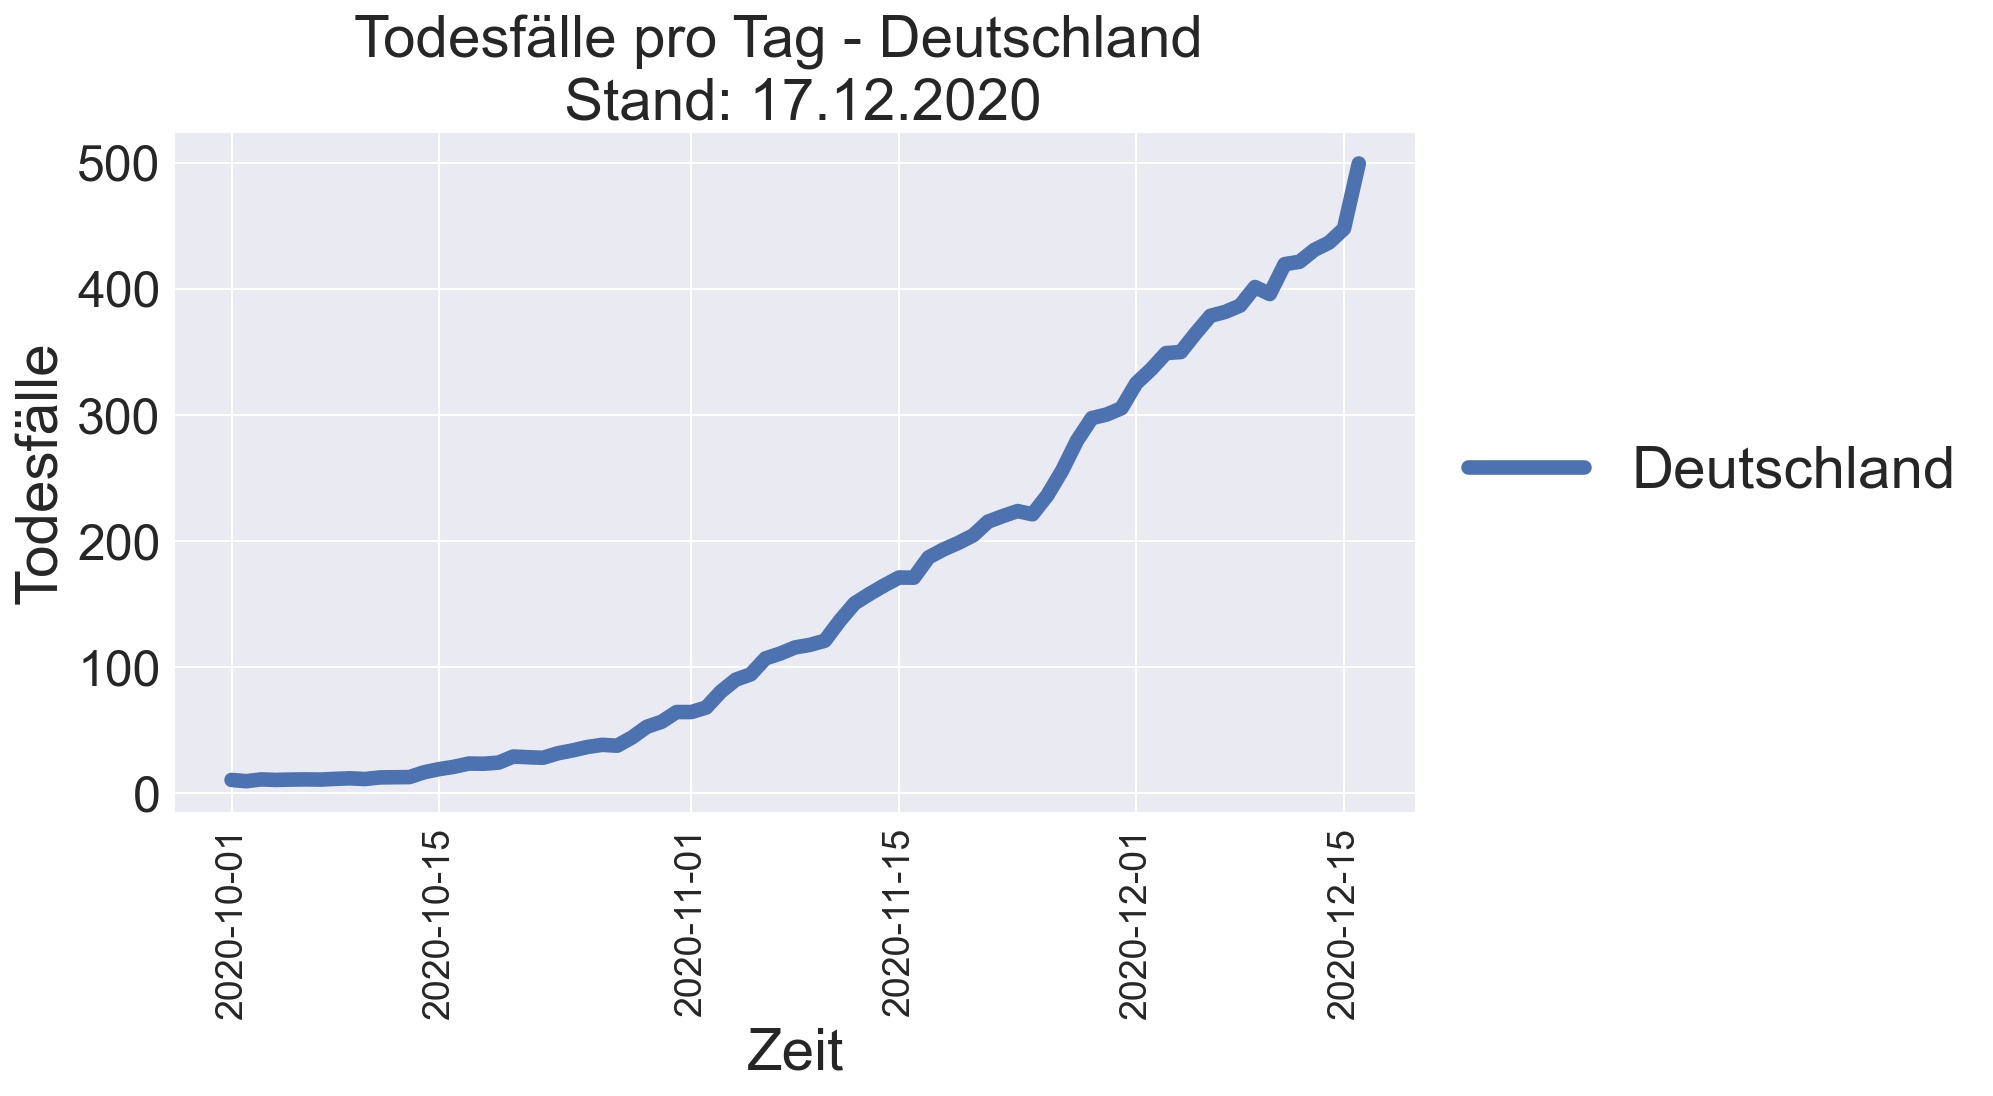 Todesfälle pro Tag - Deutschland
Stand: 17.12.2020
500
400
300
200
100
0
Todesfälle
2020-10-01
2020-10-15
2020-11-01
2020-11-15
2020-12-01
2020-12-15
Zeit
Deutschland